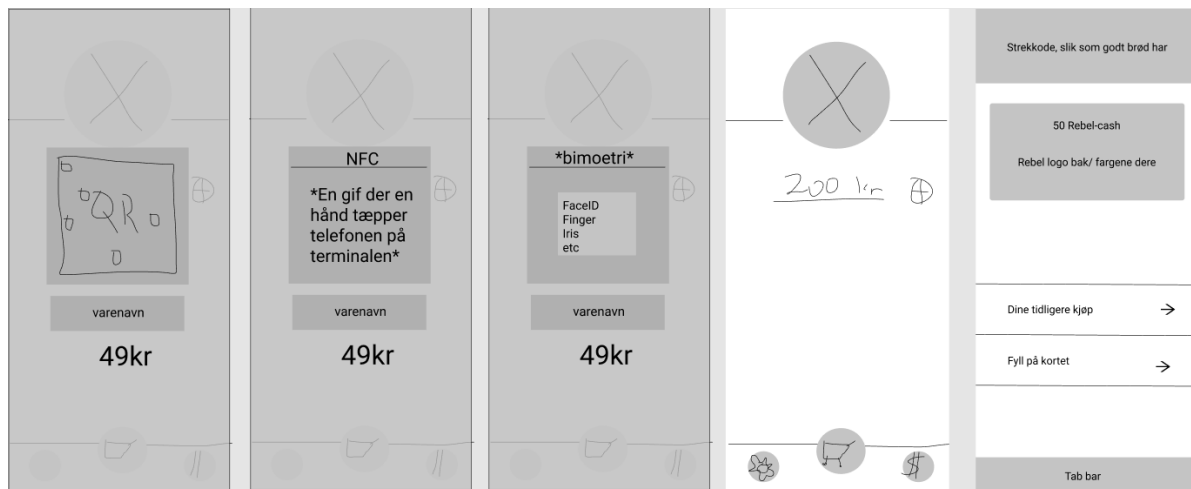 QR
varenavn
49kr
NFC
*En gif der en
hånd tæpper
telefonen på
terminalen*
varenavn
49kr
*bimoetri*
FaceID
Finger
Iris
etc
varenavn
49kr
200 kr
$
Strekkode, slik som godt brød har
50 Rebel-cash
Rebel logo bak/ fargene dere
Dine tidligere kjøp
Fyll på kortet
Tab bar